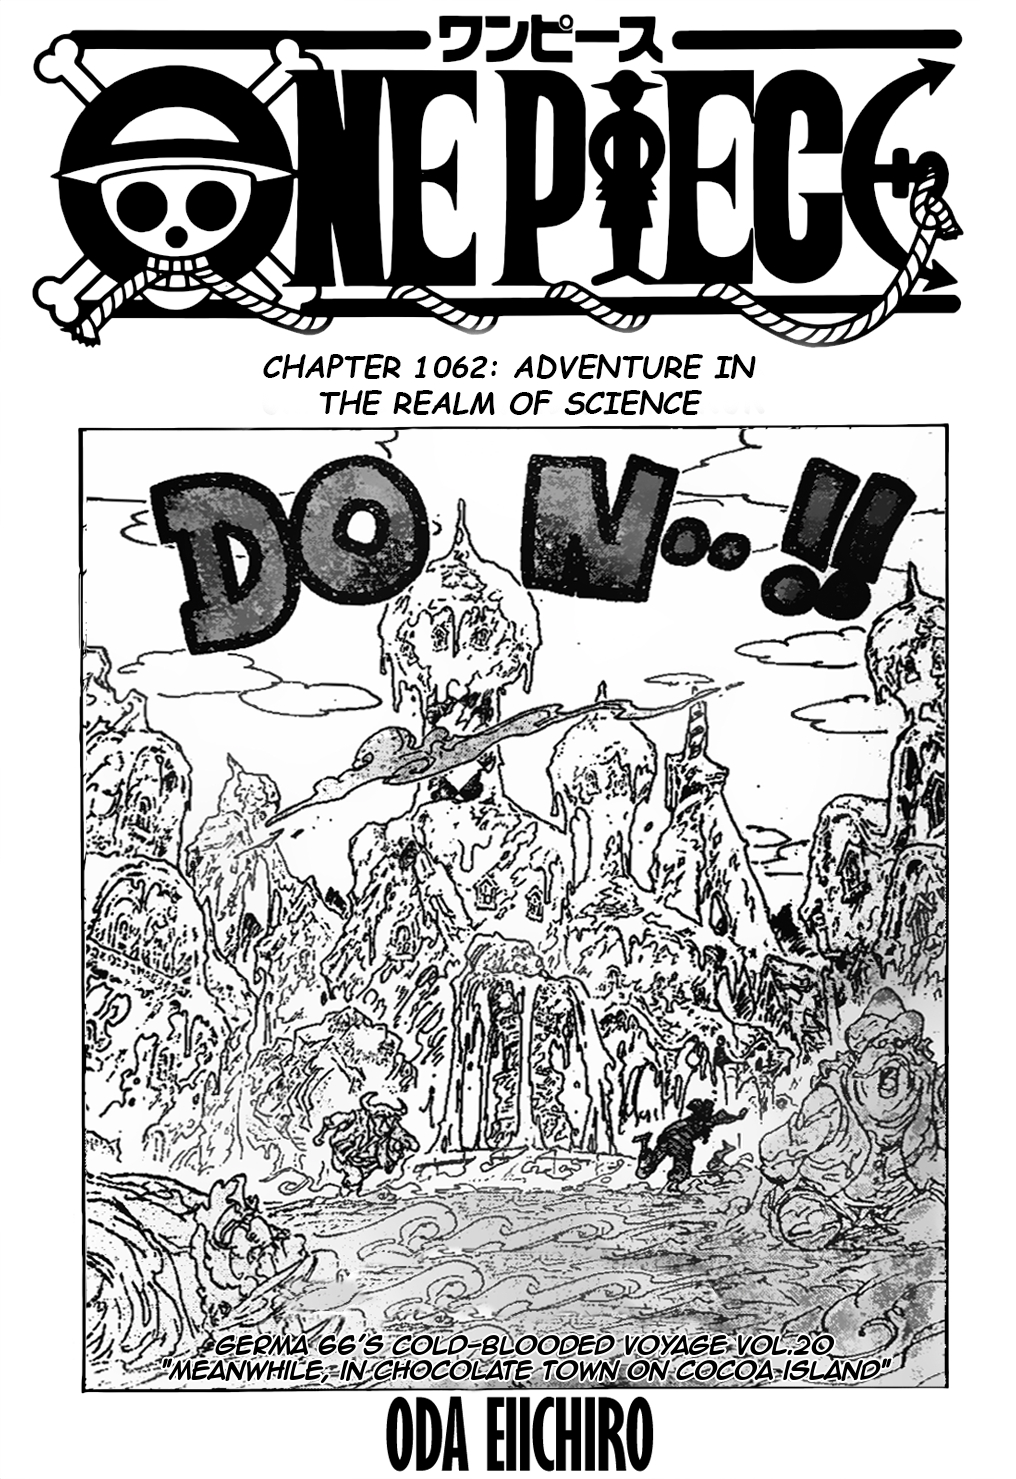 ワンピース
ONE PIECE
CHAPTER 1062: ADVENTURE IN
THE REALM OF SCIENCE
DO N..!!
GERMA 66'S COLD-BLOODED VOYAGE VOL.20
"MEANWHILE, IN CHOCOLATE TOWN ON COCOA ISLAND"
ODA EIICHIRO